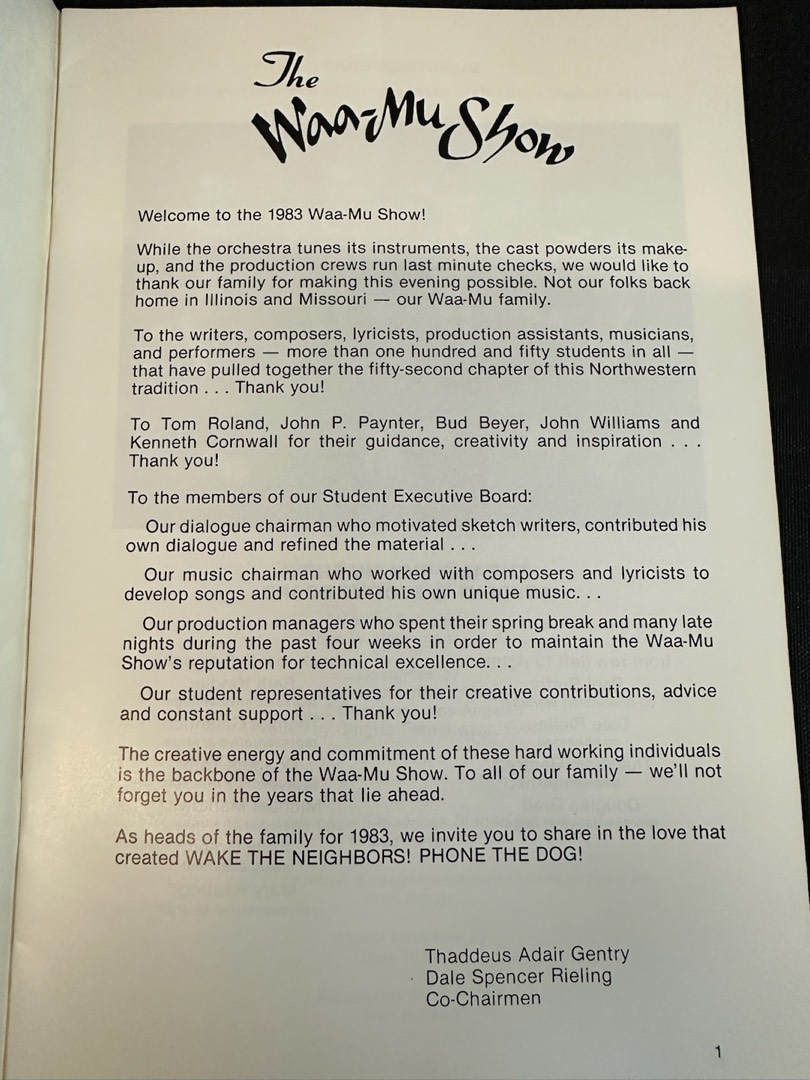 The
Waa-Mu Show
Welcome to the 1983 Waa-Mu Show!
While the orchestra tunes its instruments, the cast powders its make-
up, and the production crews run last minute checks, we would like to
thank our family for making this evening possible. Not our folks back
home in Illinois and Missouri — our Waa-Mu family.
To the writers, composers, lyricists, production assistants, musicians,
and performers — more than one hundred and fifty students in all —
that have pulled together the fifty-second chapter of this Northwestern
tradition . . . Thank you!
To Tom Roland, John P. Paynter, Bud Beyer, John Williams and
Kenneth Cornwall for their guidance, creativity and inspiration . . .
Thank you!
To the members of our Student Executive Board:
Our dialogue chairman who motivated sketch writers, contributed his
own dialogue and refined the material . . .
Our music chairman who worked with composers and lyricists to
develop songs and contributed his own unique music. . .
Our production managers who spent their spring break and many late
nights during the past four weeks in order to maintain the Waa-Mu
Show's reputation for technical excellence. . .
Our student representatives for their creative contributions, advice
and constant support . . . Thank you!
The creative energy and commitment of these hard working individuals
is the backbone of the Waa-Mu Show. To all of our family — we'll not
forget you in the years that lie ahead.
As heads of the family for 1983, we invite you to share in the love that
created WAKE THE NEIGHBORS! PHONE THE DOG!
Thaddeus Adair Gentry
Dale Spencer Rieling
Co-Chairmen
1